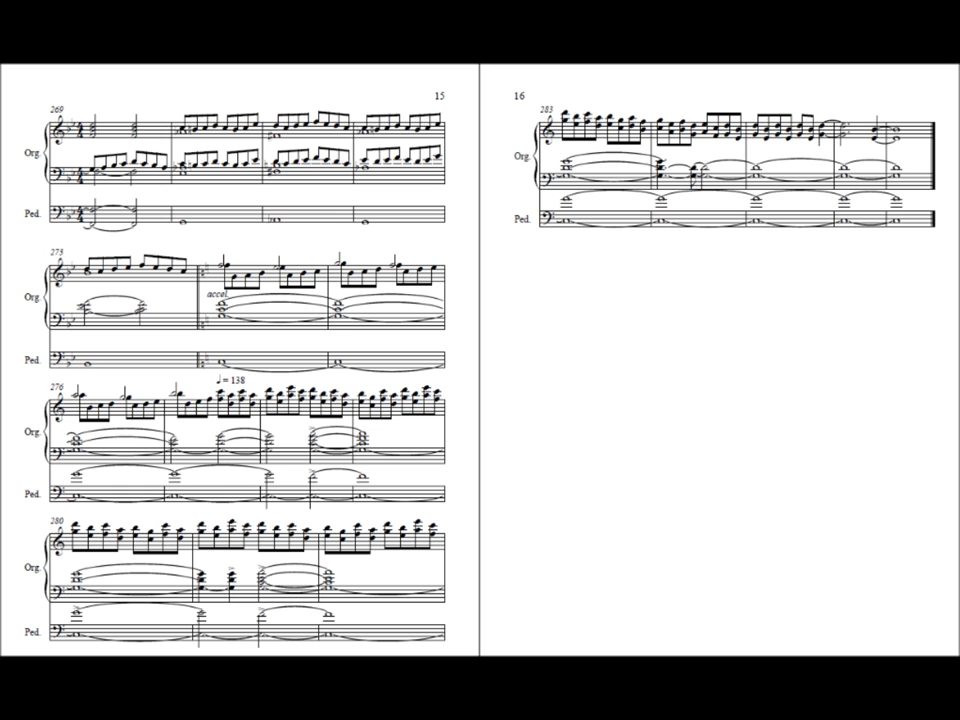 15
269
Org.
Ped.
273
Org.
accel.
Ped.
276
♩ = 138
Org.
Ped.
280
Org.
Ped.
16
283
Org.
Ped.